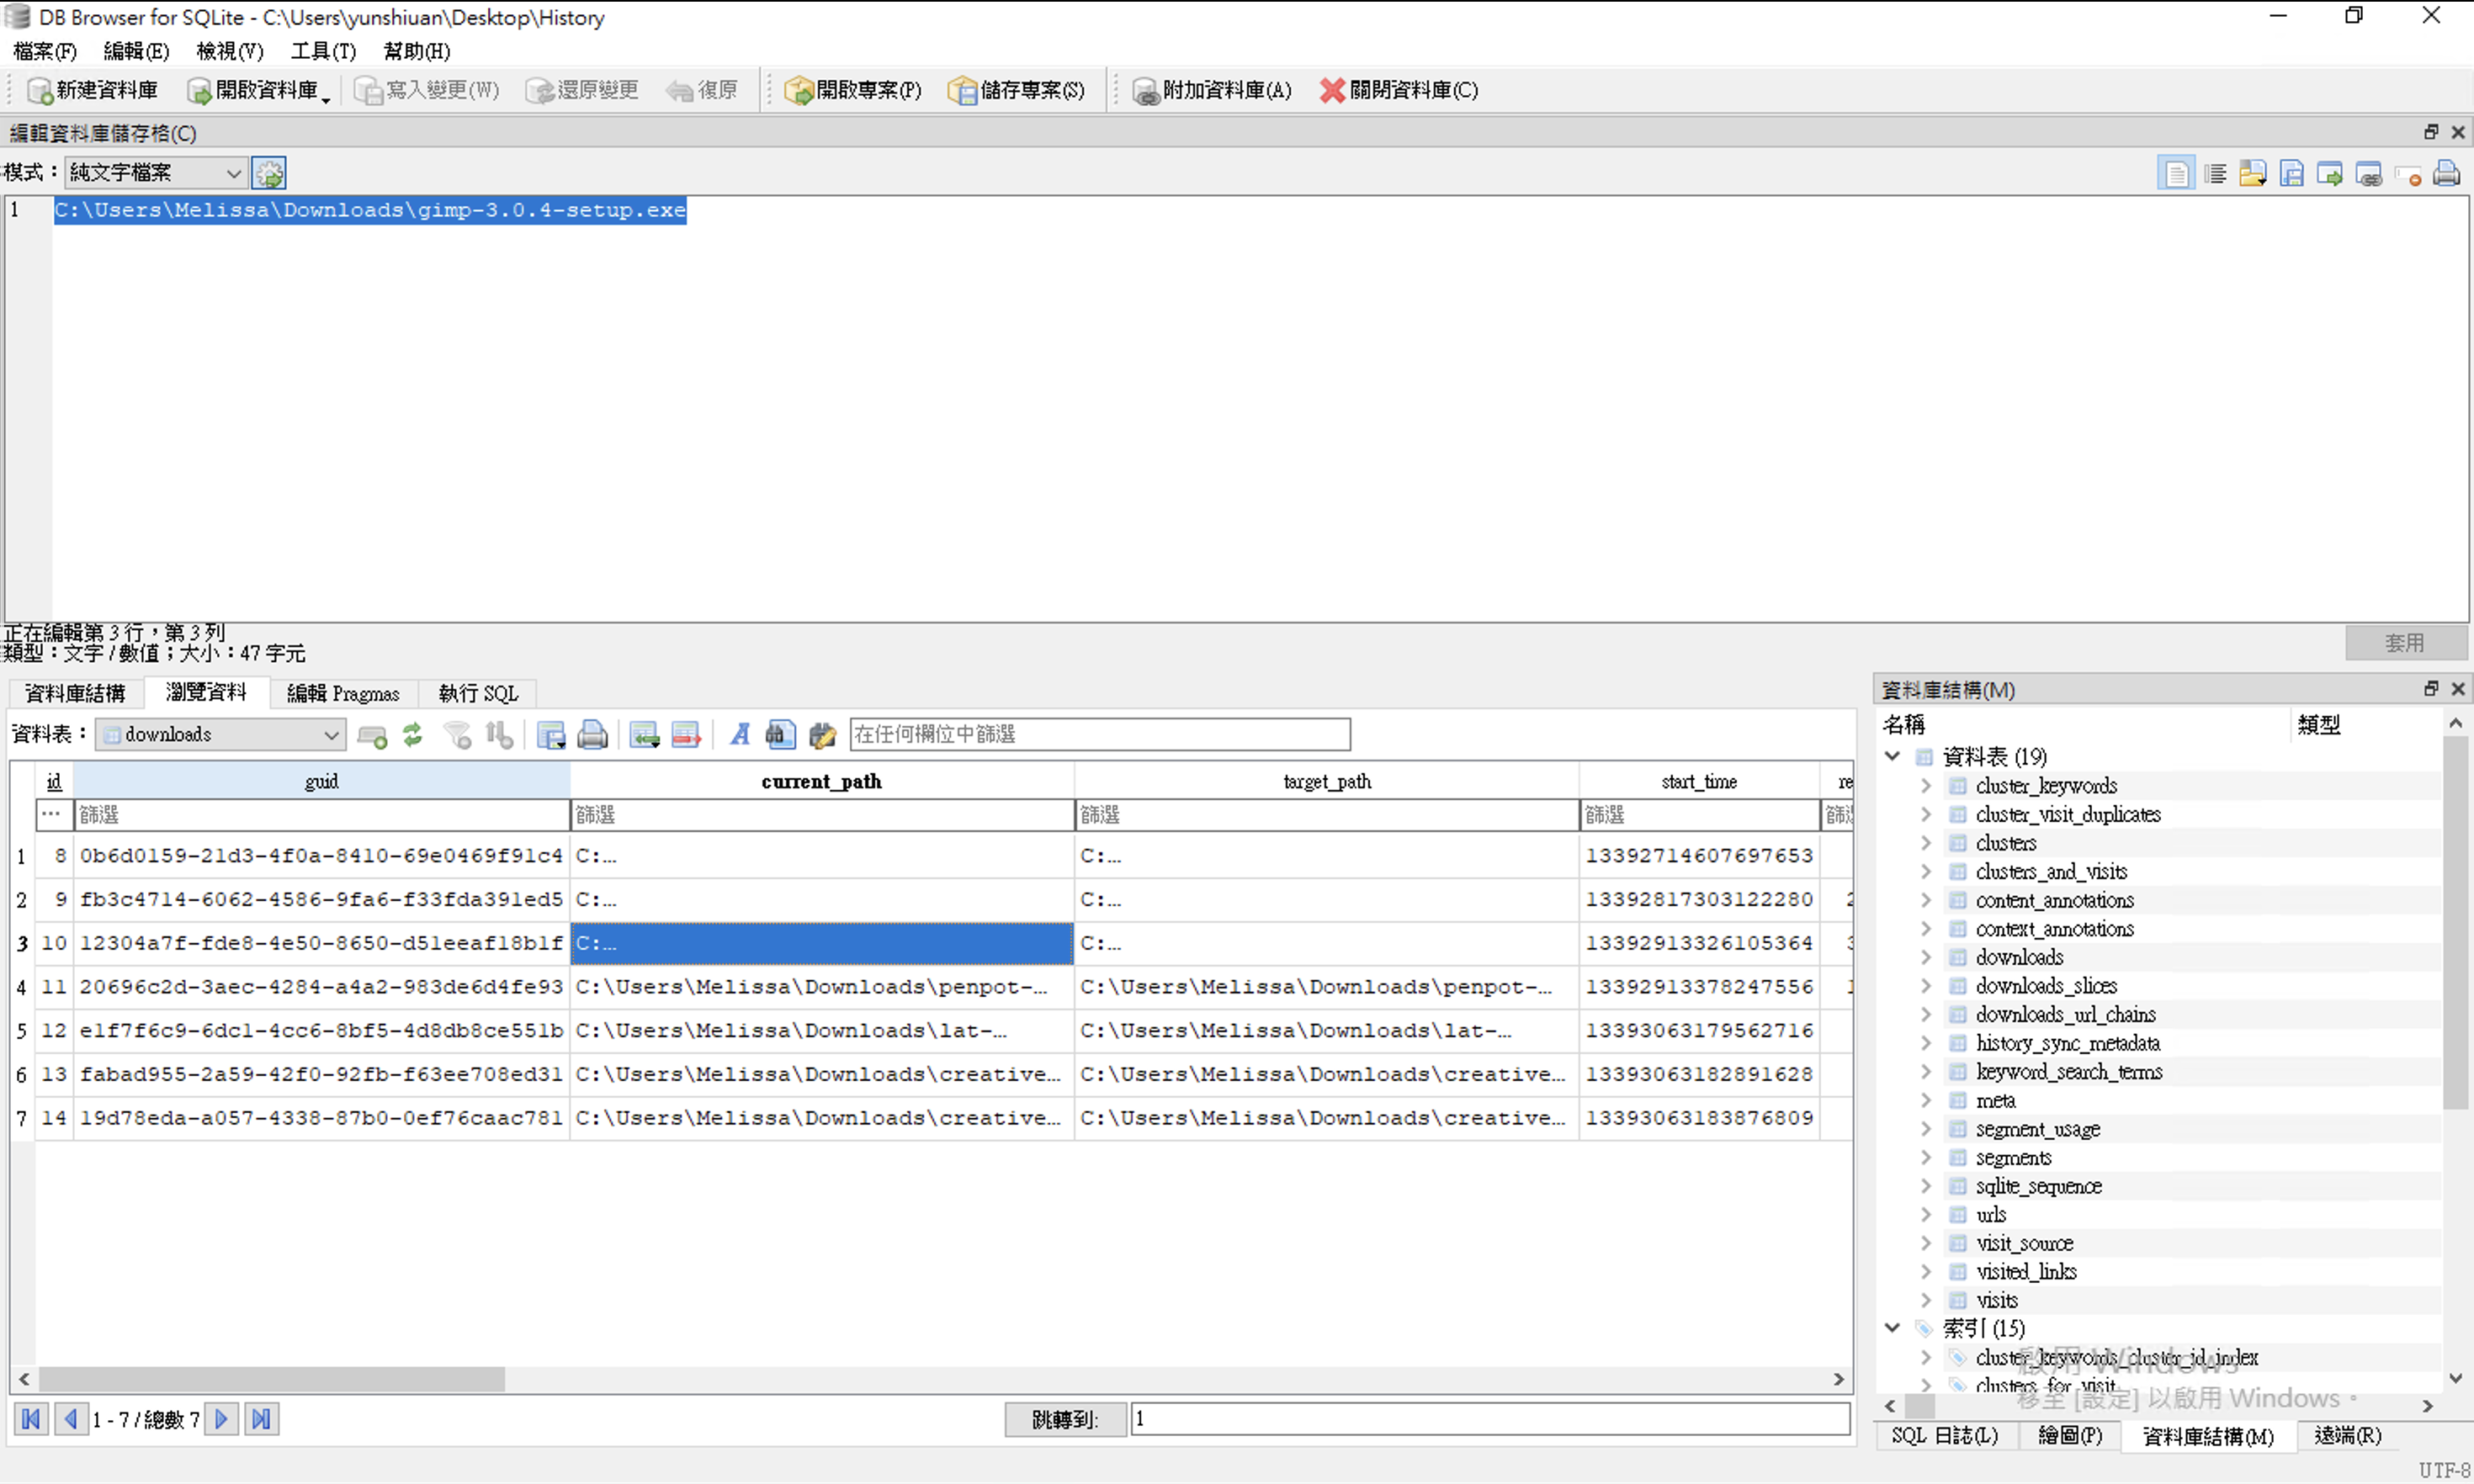 DB Browser for SQLite - C:\Users\yunshiuan\Desktop\History
檔案(F) 編輯(E) 檢視(V) 工具(T) 幫助(H)
新建資料庫 開啟資料庫 寫入變更(W) 還原變更 復原 開啟專案(P) 儲存專案(S) 附加資料庫(A) 關閉資料庫(C)
編輯資料庫儲存格(C)
模式： 純文字檔案
1 C:\Users\Melissa\Downloads\gimp-3.0.4-setup.exe
正在編輯第 3 行，第 3 列
類型：文字 / 數值；大小：47 字元
套用
資料庫結構 瀏覽資料 編輯 Pragmas 執行 SQL
資料表： downloads 在任何欄位中篩選
id guid current_path target_path start_time re
... 篩選 篩選 篩選 篩選 篩選
1 8 0b6d0159-21d3-4f0a-8410-69e0469f91c4 C:… C:… 13392714607697653
2 9 fb3c4714-6062-4586-9fa6-f33fda391ed5 C:… C:… 13392817303122280 2
3 10 12304a7f-fde8-4e50-8650-d51eeaf18b1f C:… C:… 13392913326105364 3
4 11 20696c2d-3aec-4284-a4a2-983de6d4fe93 C:\Users\Melissa\Downloads\penpot-… C:\Users\Melissa\Downloads\penpot-… 13392913378247556 1
5 12 e1f7f6c9-6dc1-4cc6-8bf5-4d8db8ce551b C:\Users\Melissa\Downloads\lat-… C:\Users\Melissa\Downloads\lat-… 13393063179562716
6 13 fabad955-2a59-42f0-92fb-f63ee708ed31 C:\Users\Melissa\Downloads\creative… C:\Users\Melissa\Downloads\creative… 13393063182891628
7 14 19d78eda-a057-4338-87b0-0ef76caac781 C:\Users\Melissa\Downloads\creative… C:\Users\Melissa\Downloads\creative… 13393063183876809
1 - 7 / 總數 7 跳轉到: 1
資料庫結構(M)
名稱 類型
資料表 (19)
cluster_keywords
cluster_visit_duplicates
clusters
clusters_and_visits
content_annotations
context_annotations
downloads
downloads_slices
downloads_url_chains
history_sync_metadata
keyword_search_terms
meta
segment_usage
segments
sqlite_sequence
urls
visit_source
visited_links
visits
索引 (15)
cluster_keywords_cluster_id_index
clusters_for_visit
啟用 Windows
移至 [設定] 以啟用 Windows。
SQL 日誌(L) 繪圖(P) 資料庫結構(M) 遠端(R)
UTF-8